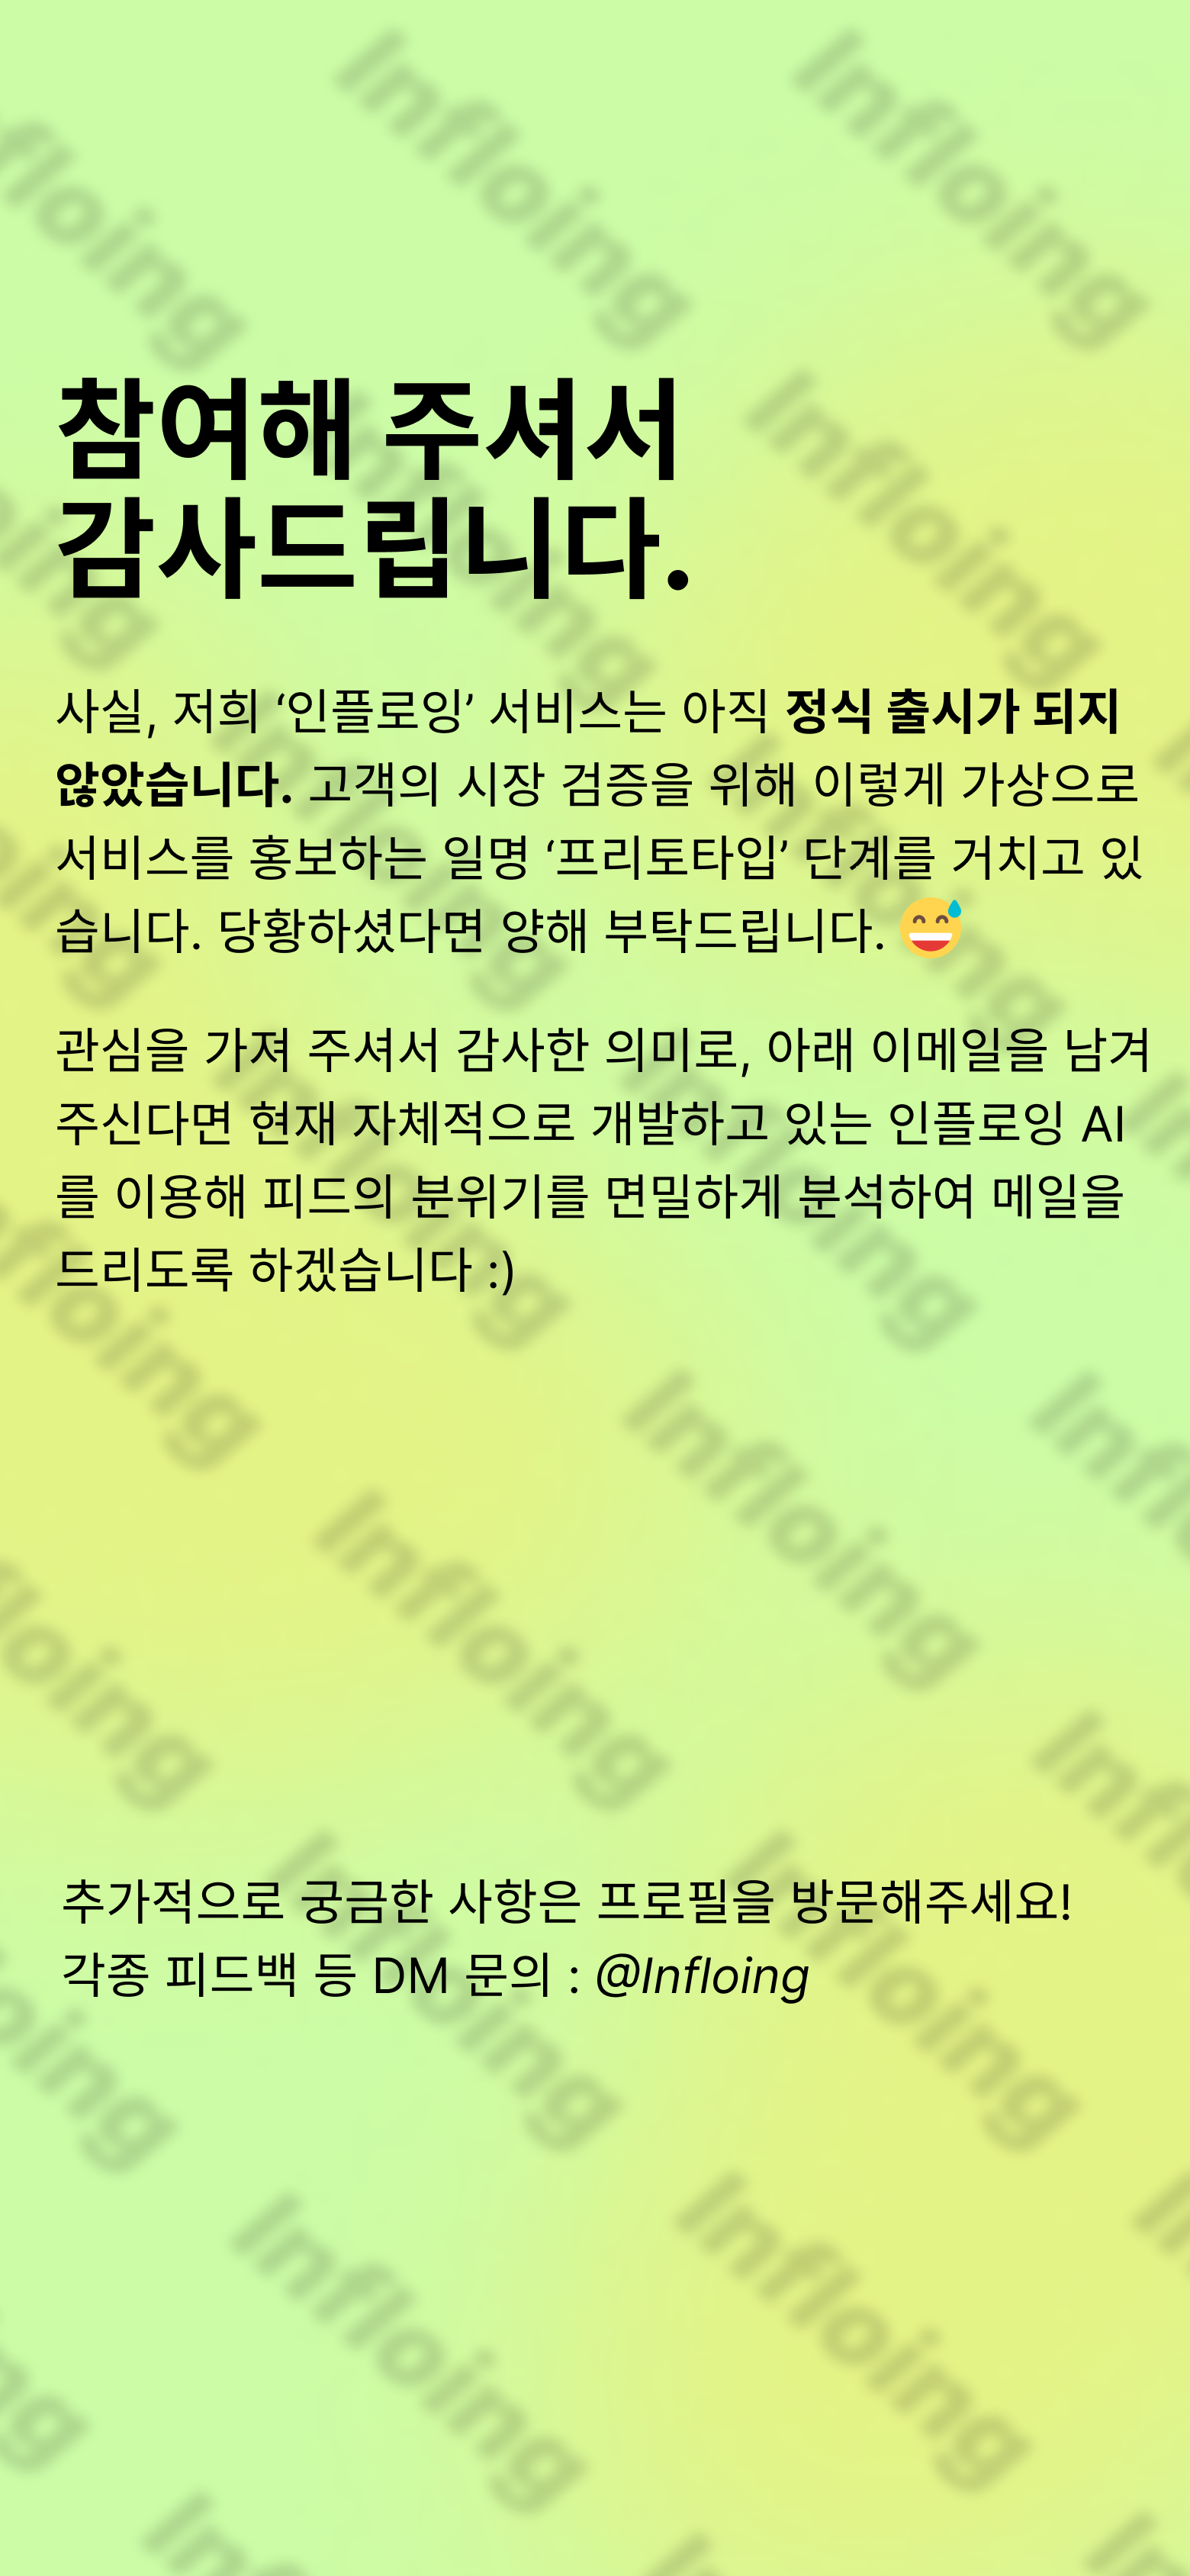 참여해 주셔서
감사드립니다.
사실, 저희 ‘인플로잉’ 서비스는 아직 정식 출시가 되지
않았습니다. 고객의 시장 검증을 위해 이렇게 가상으로
서비스를 홍보하는 일명 ‘프리토타입’ 단계를 거치고 있
습니다. 당황하셨다면 양해 부탁드립니다. 😅
관심을 가져 주셔서 감사한 의미로, 아래 이메일을 남겨
주신다면 현재 자체적으로 개발하고 있는 인플로잉 AI
를 이용해 피드의 분위기를 면밀하게 분석하여 메일을
드리도록 하겠습니다 :)
추가적으로 궁금한 사항은 프로필을 방문해주세요!
각종 피드백 등 DM 문의 : @Infloing